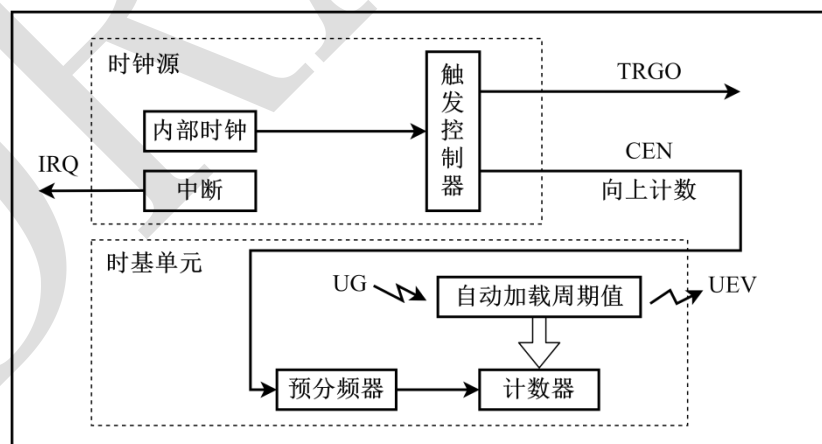 时钟源
触发控制器
TRGO
内部时钟
IRQ
中断
CEN
向上计数
时基单元
UG
自动加载周期值
UEV
预分频器
计数器